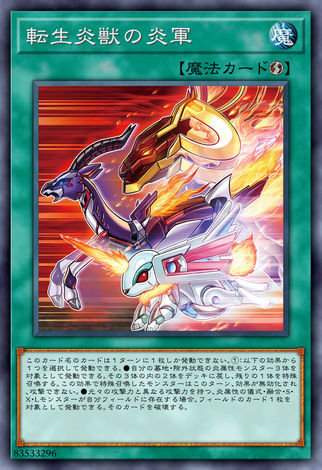 転生炎獣の炎軍
魔
【魔法カード】
このカード名のカードは1ターンに1枚しか発動できない。①:以下の効果から
1つを選択して発動できる。●自分の墓地・除外状態の炎属性モンスター3体を
対象として発動できる。その3体の内の2体をデッキに戻し、残りの1体を特殊
召喚する。この効果で特殊召喚したモンスターはこのターン、効果が無効化され
、攻撃できない。●元々の攻撃力と異なる攻撃力を持つ、炎属性の儀式・融合・S・
X・Lモンスターが自分フィールドに存在する場合、フィールドのカード1枚を
対象として発動できる。そのカードを破壊する。
83533296